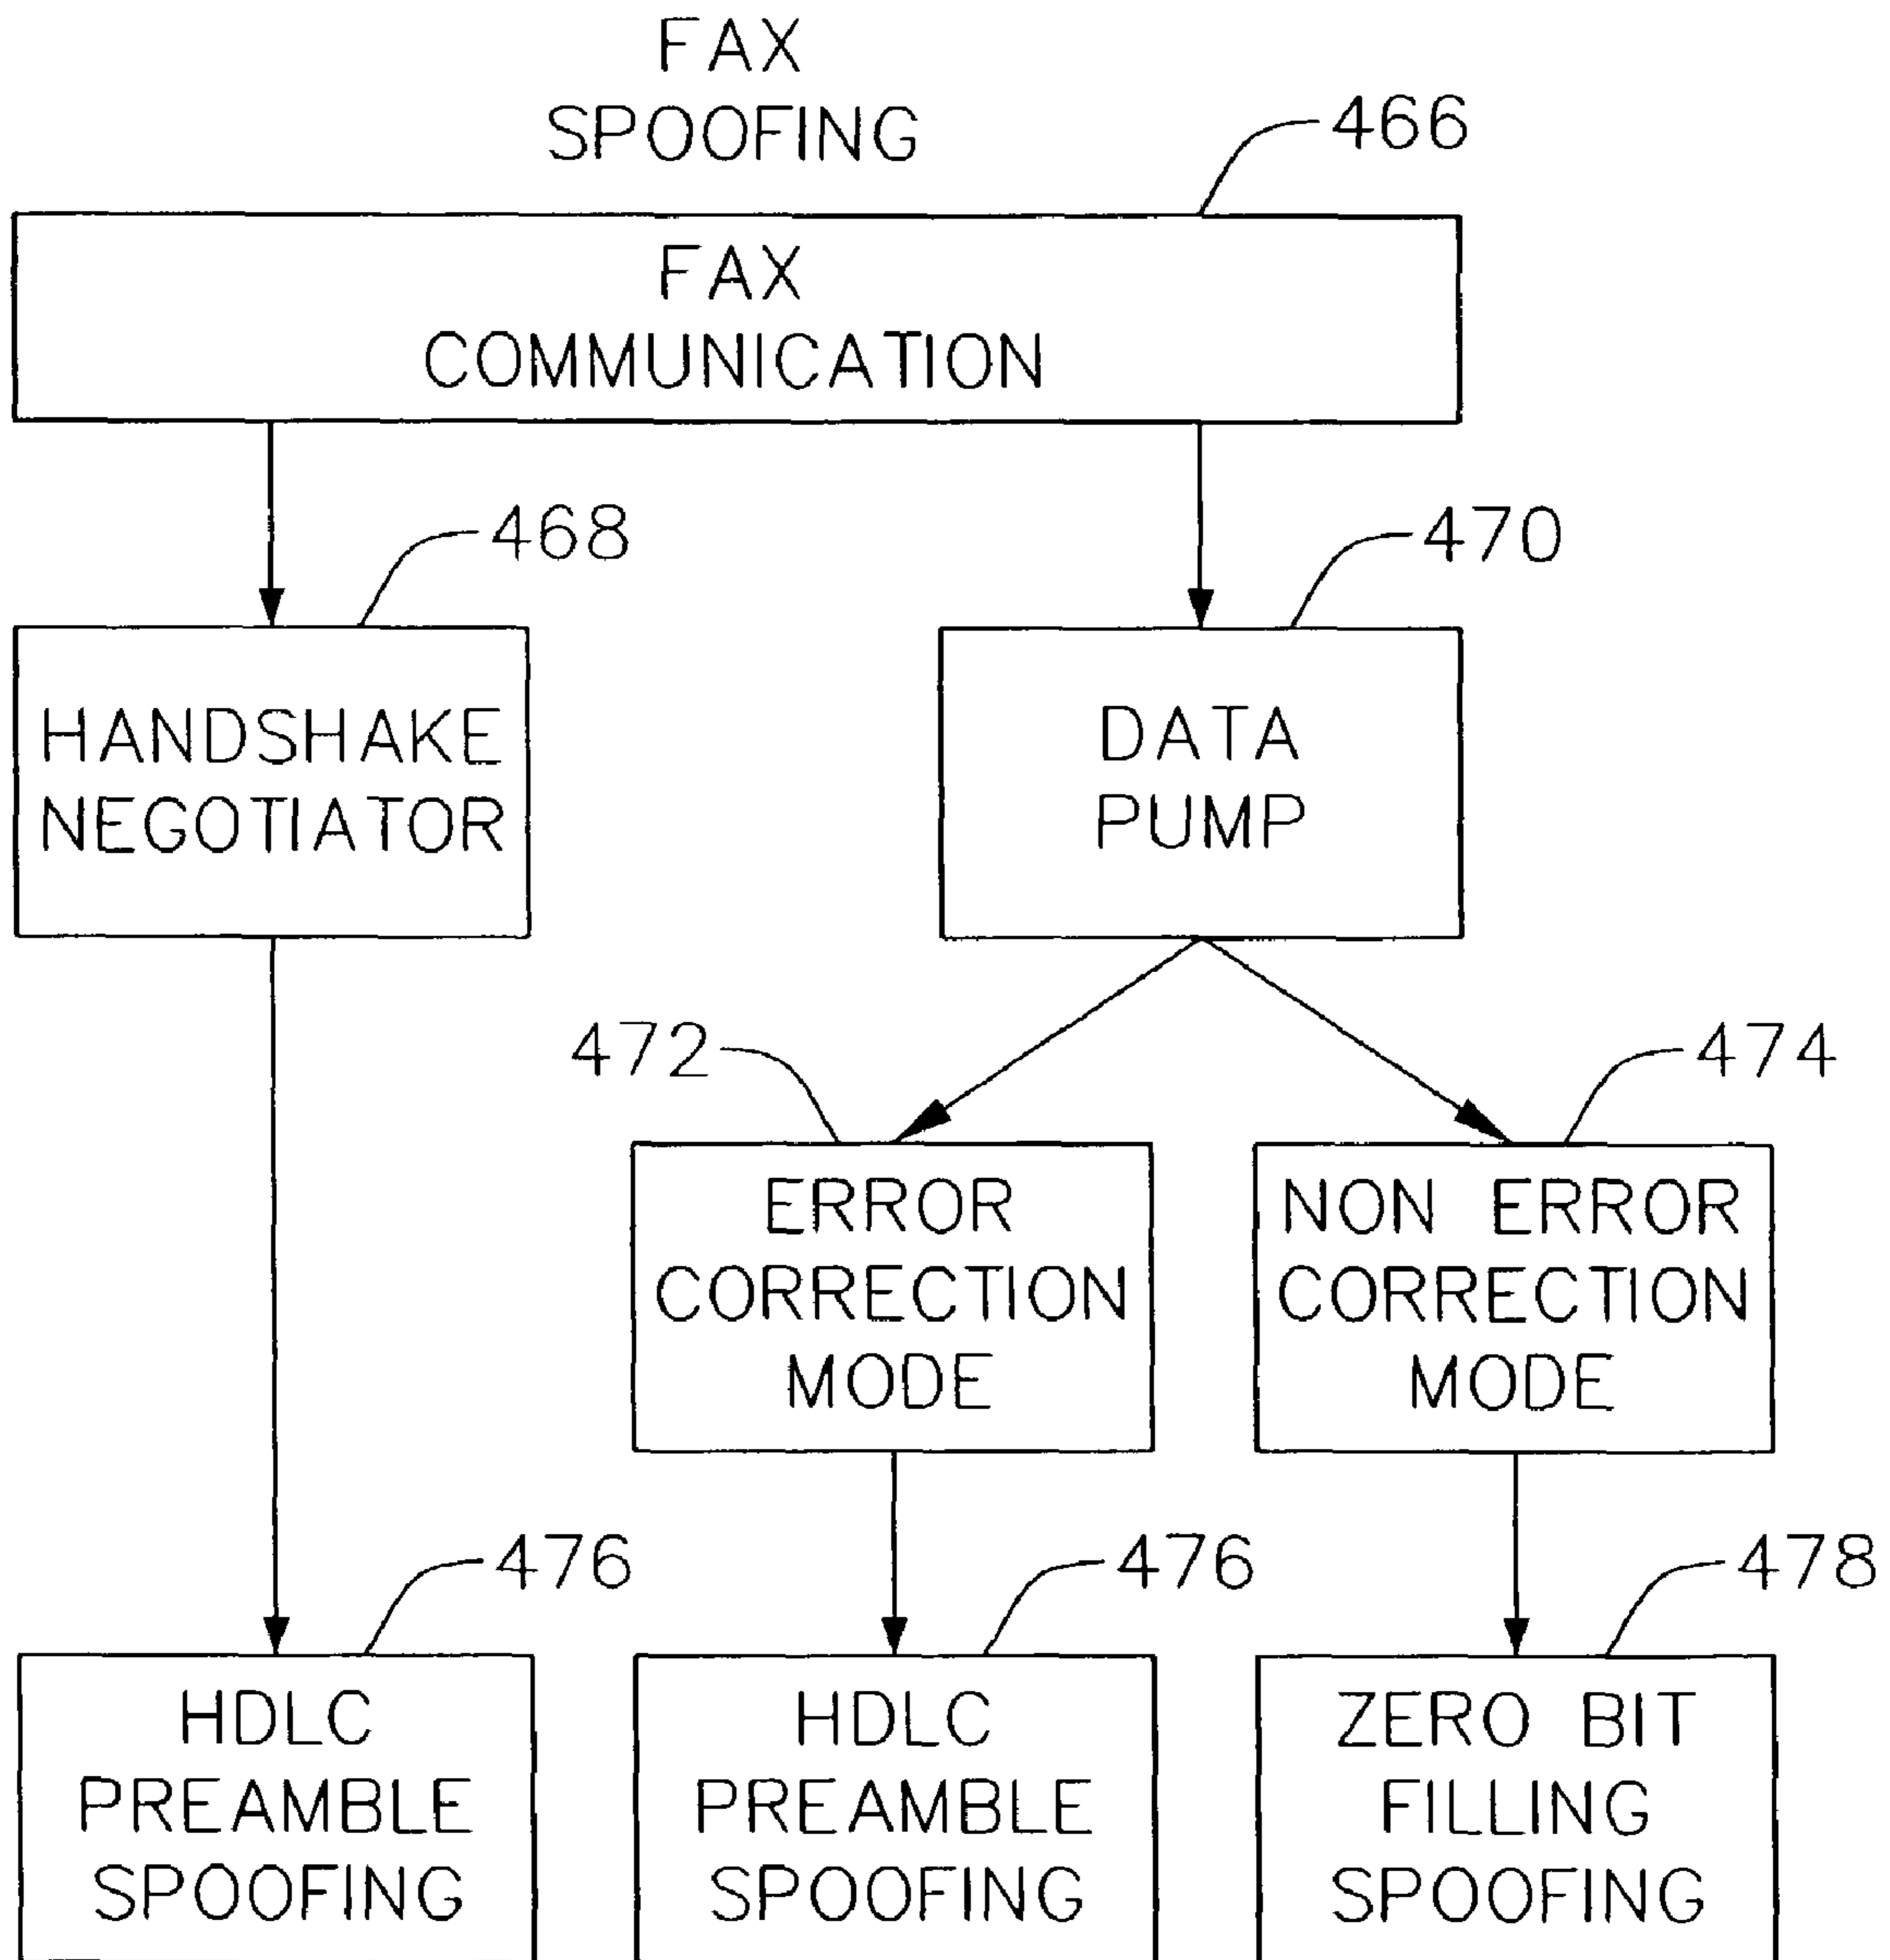 FAX
SPOOFING
466
FAX
COMMUNICATION
468
470
HANDSHAKE
NEGOTIATOR
DATA
PUMP
472
474
ERROR
CORRECTION
MODE
NON ERROR
CORRECTION
MODE
476
476
478
HDLC
PREAMBLE
SPOOFING
HDLC
PREAMBLE
SPOOFING
ZERO BIT
FILLING
SPOOFING